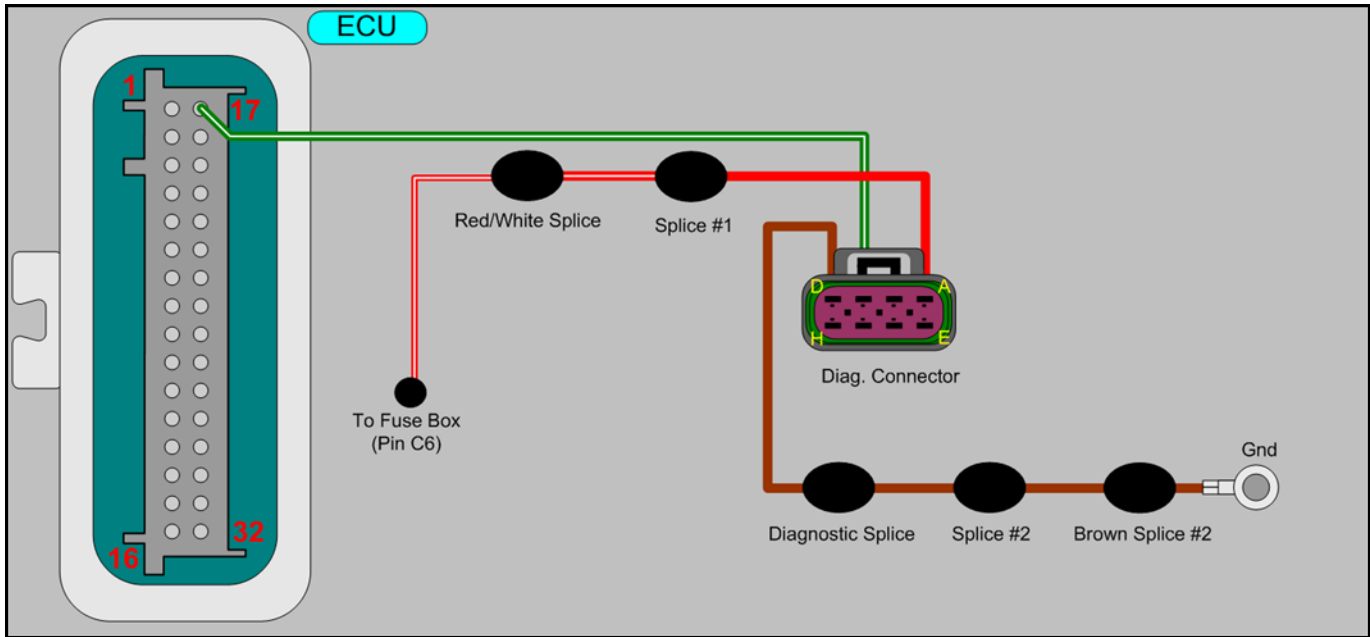 ECU
1
17
Red/White Splice
Splice #1
D
A
H
E
Diag. Connector
To Fuse Box
(Pin C6)
Gnd
32
16
Diagnostic Splice
Splice #2
Brown Splice #2